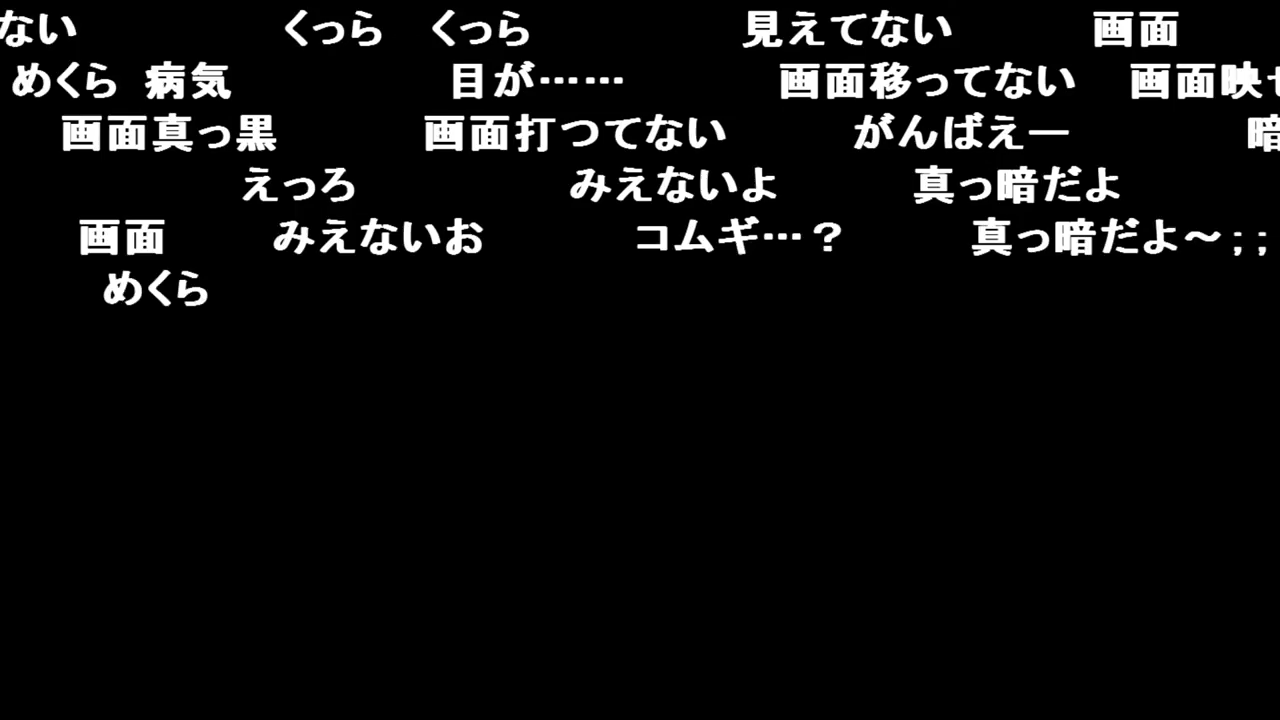 ない くっら くっら 見えてない 画面
めくら 病気 目が…… 画面移ってない 画面映せ
画面真っ黒 画面打つてない がんばえー 暗
えっろ みえないよ 真っ暗だよ
画面 みえないお コムギ…？ 真っ暗だよ～；；
めくら